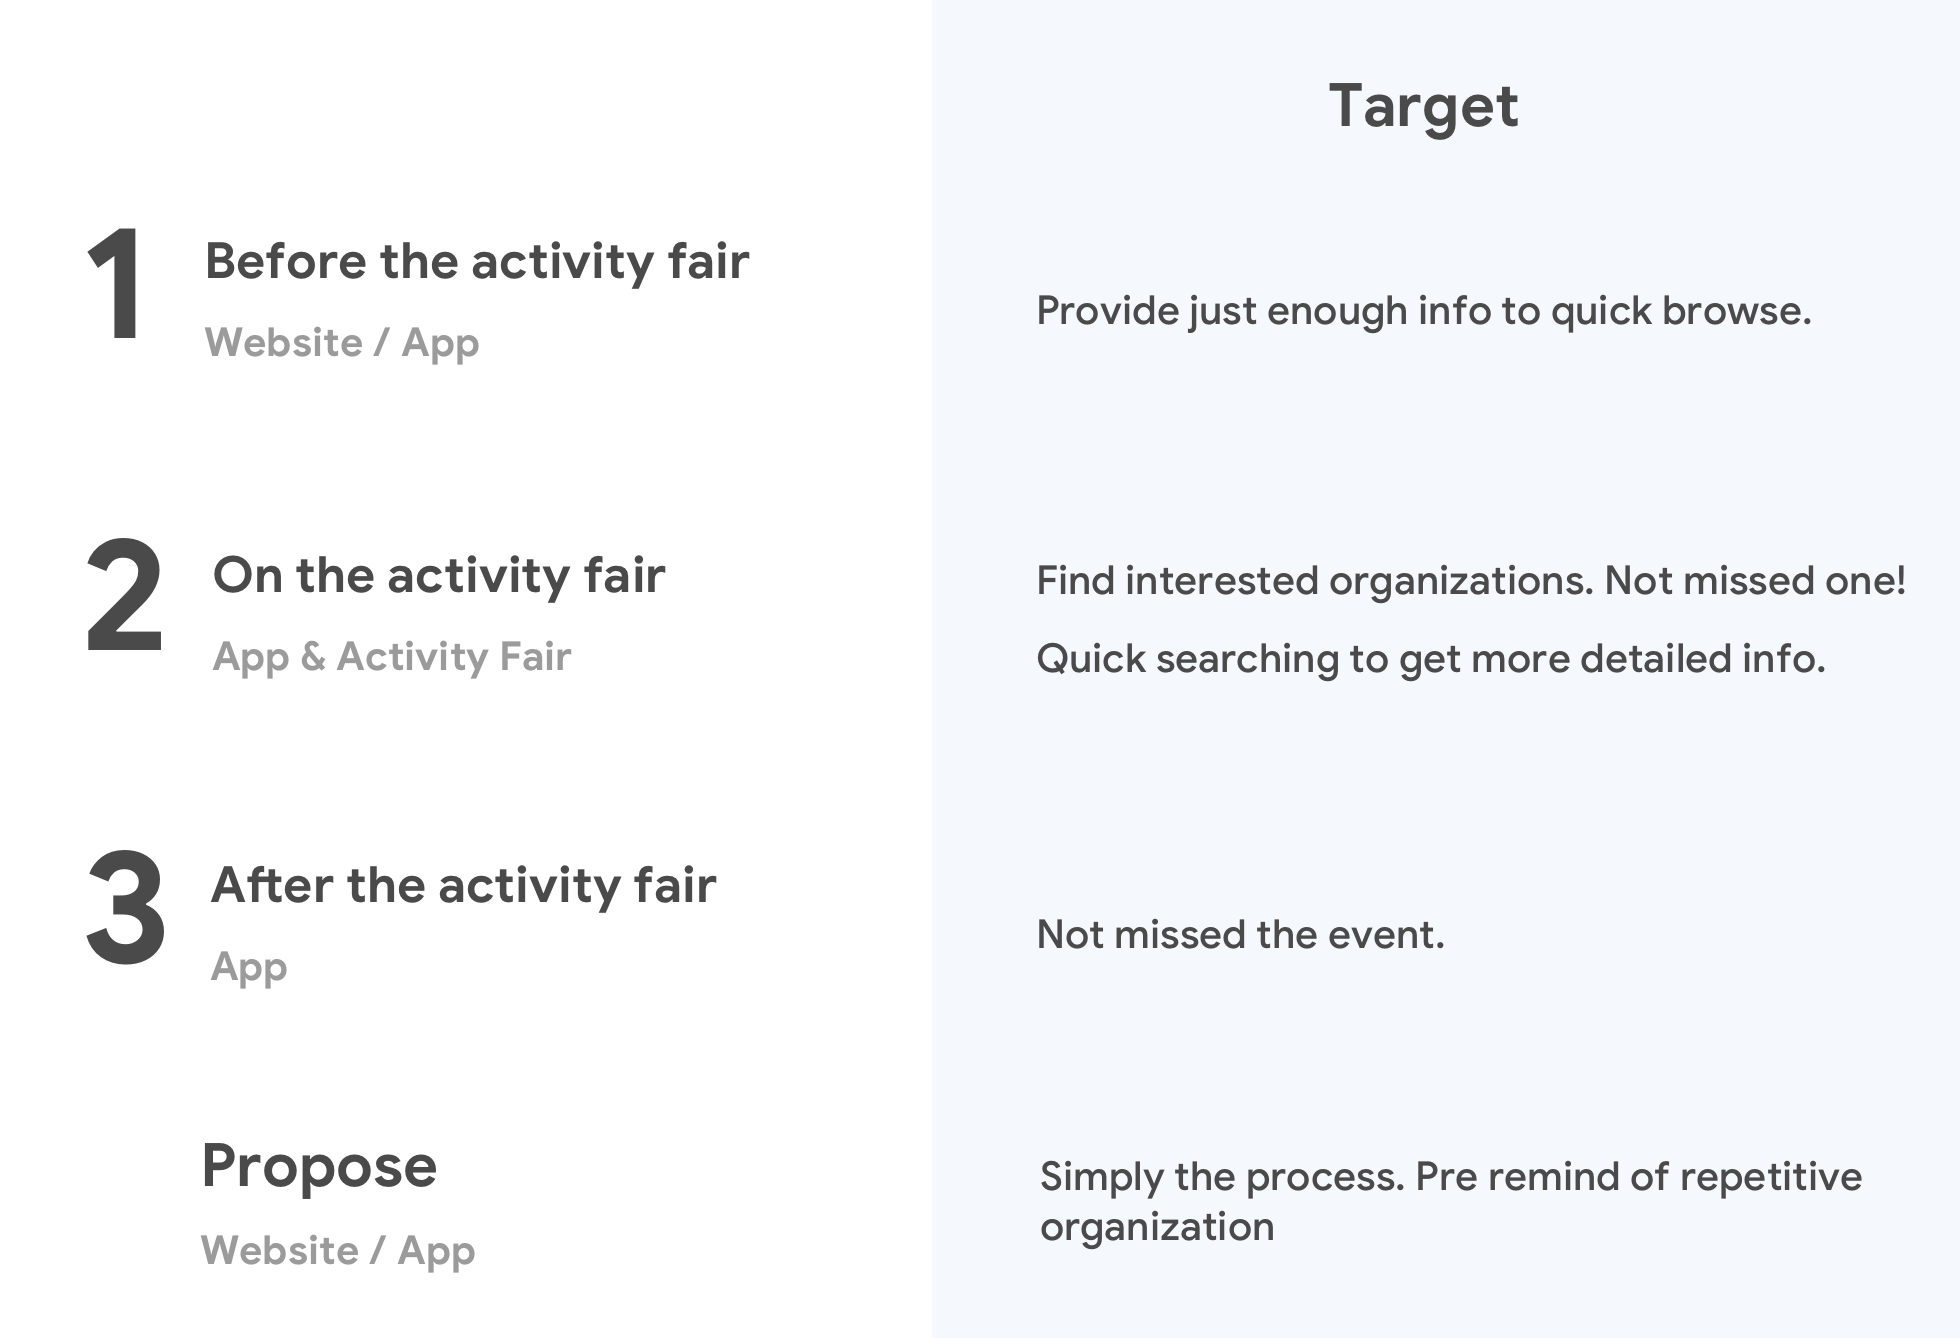 Target
1
Before the activity fair
Website / App
Provide just enough info to quick browse.
2
On the activity fair
App & Activity Fair
Find interested organizations. Not missed one!
Quick searching to get more detailed info.
3
After the activity fair
App
Not missed the event.
Propose
Website / App
Simply the process. Pre remind of repetitive
organization